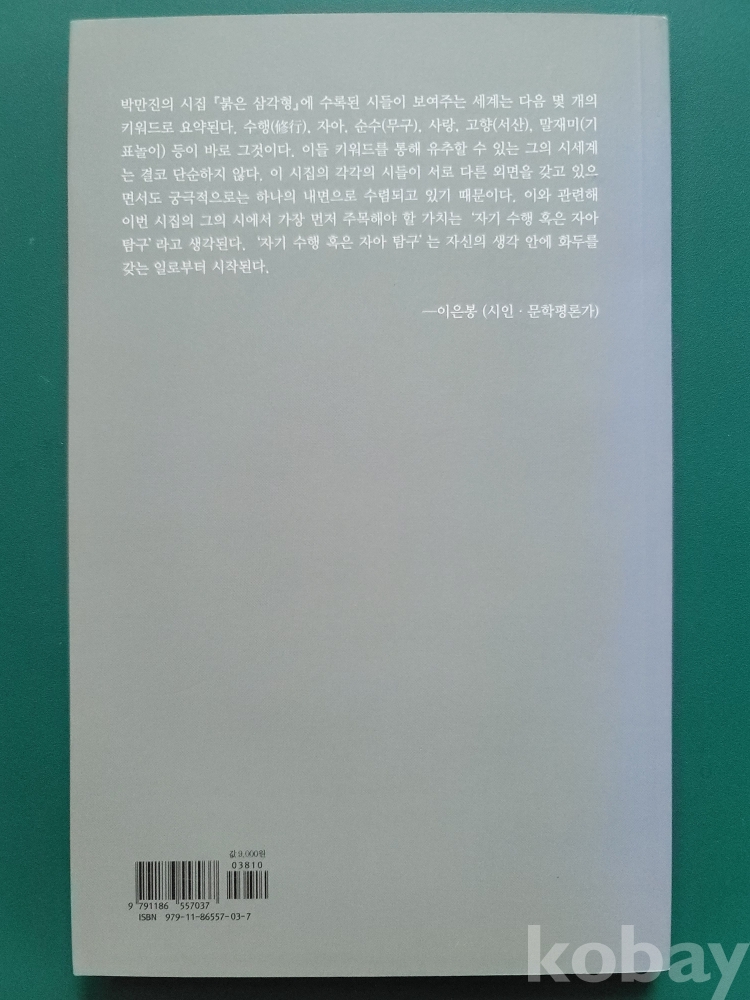 박만진의 시집 『붉은 삼각형』에 수록된 시들이 보여주는 세계는 다음 몇 개의
키워드로 요약된다. 수행(修行), 자아, 순수(무구), 사랑, 고향(서산), 말재미(기
표놀이) 등이 바로 그것이다. 이들 키워드를 통해 유추할 수 있는 그의 시세계
는 결코 단순하지 않다. 이 시집의 각각의 시들이 서로 다른 외면을 갖고 있으
면서도 궁극적으로는 하나의 내면으로 수렴되고 있기 때문이다. 이와 관련해
이번 시집의 그의 시에서 가장 먼저 주목해야 할 가치는 ‘자기 수행 혹은 자아
탐구’라고 생각된다. ‘자기 수행 혹은 자아 탐구’는 자신의 생각 안에 화두를
갖는 일로부터 시작된다.
―이은봉 (시인 · 문학평론가)
값 9,000원
03810
9 791186 557037
ISBN 979-11-86557-03-7
kobay